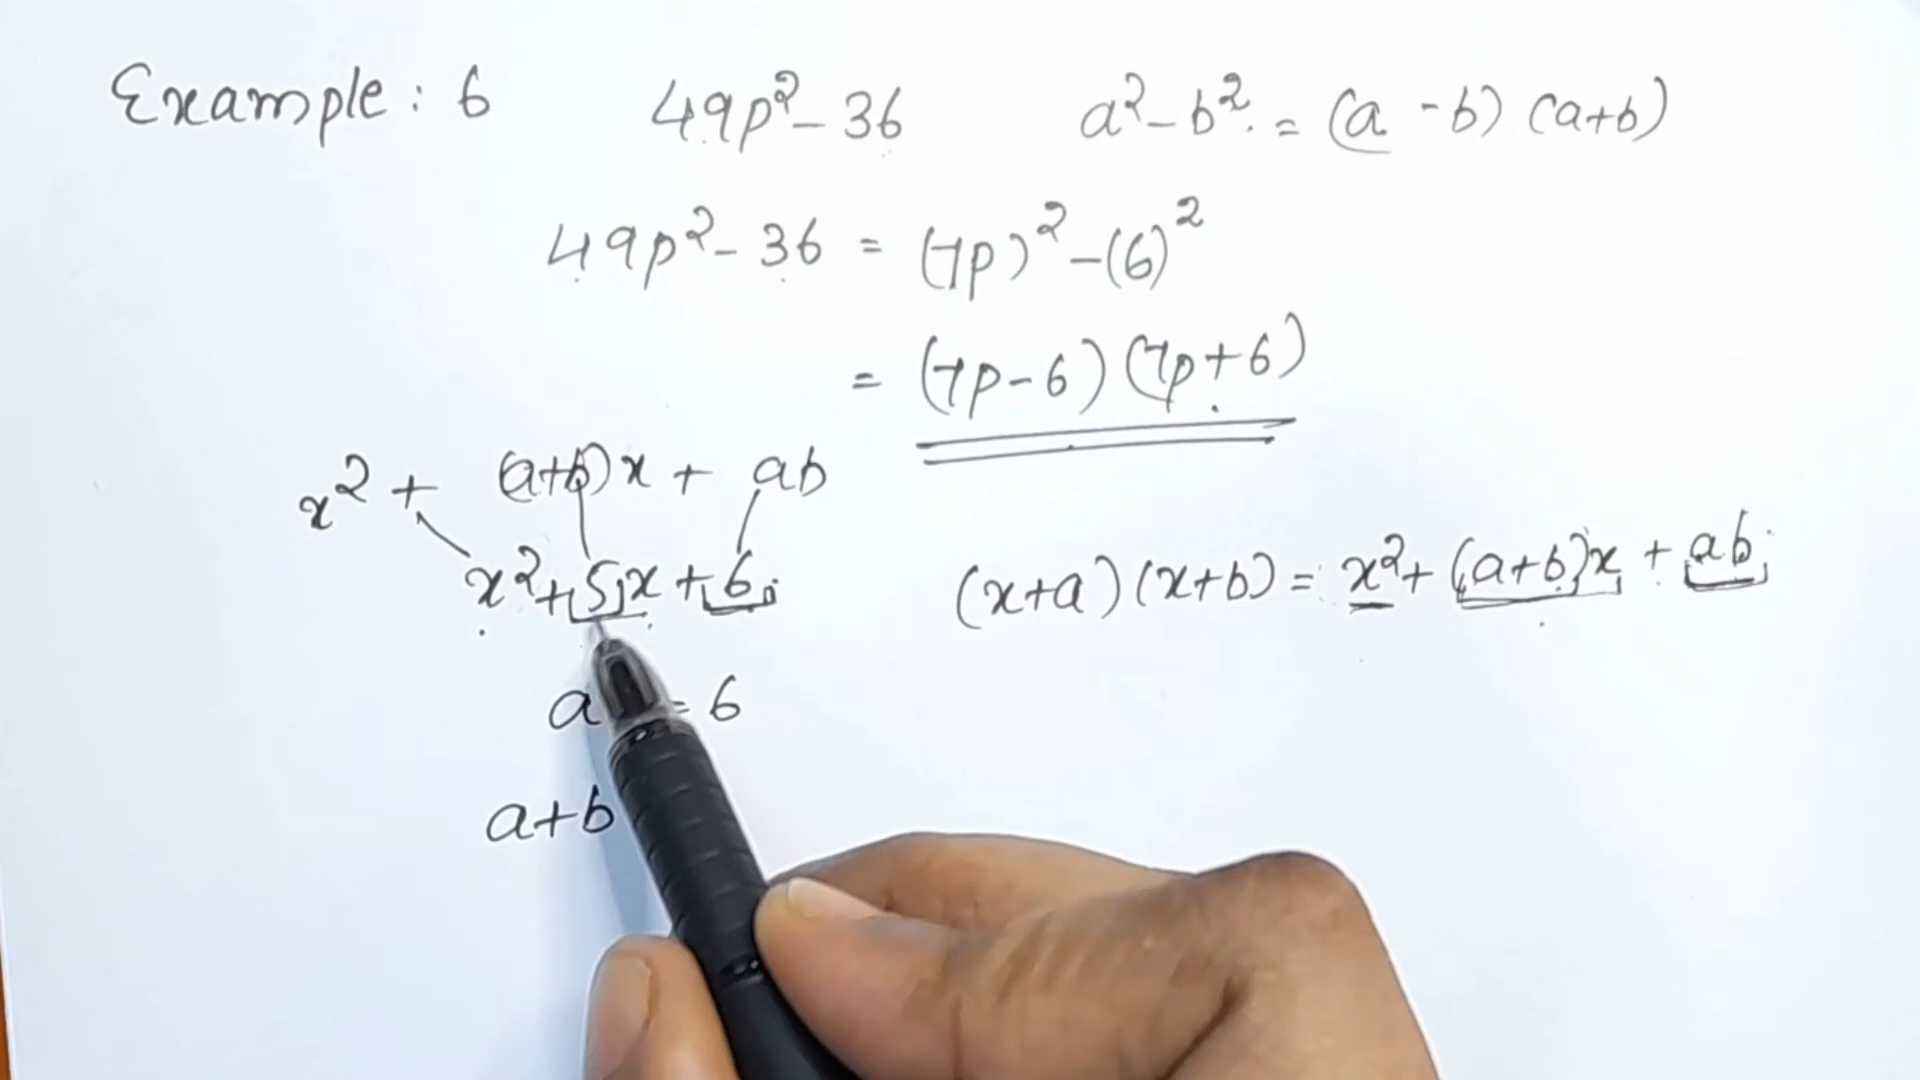 Example : 6 49p² - 36 a² - b² = (a - b) (a+b)
49p² - 36 = (7p)² - (6)²
= (7p - 6) (7p + 6)
x² + (a+b)x + ab
x² + 5x + 6 (x+a) (x+b) = x² + (a+b)x + ab
a = 6
a+b